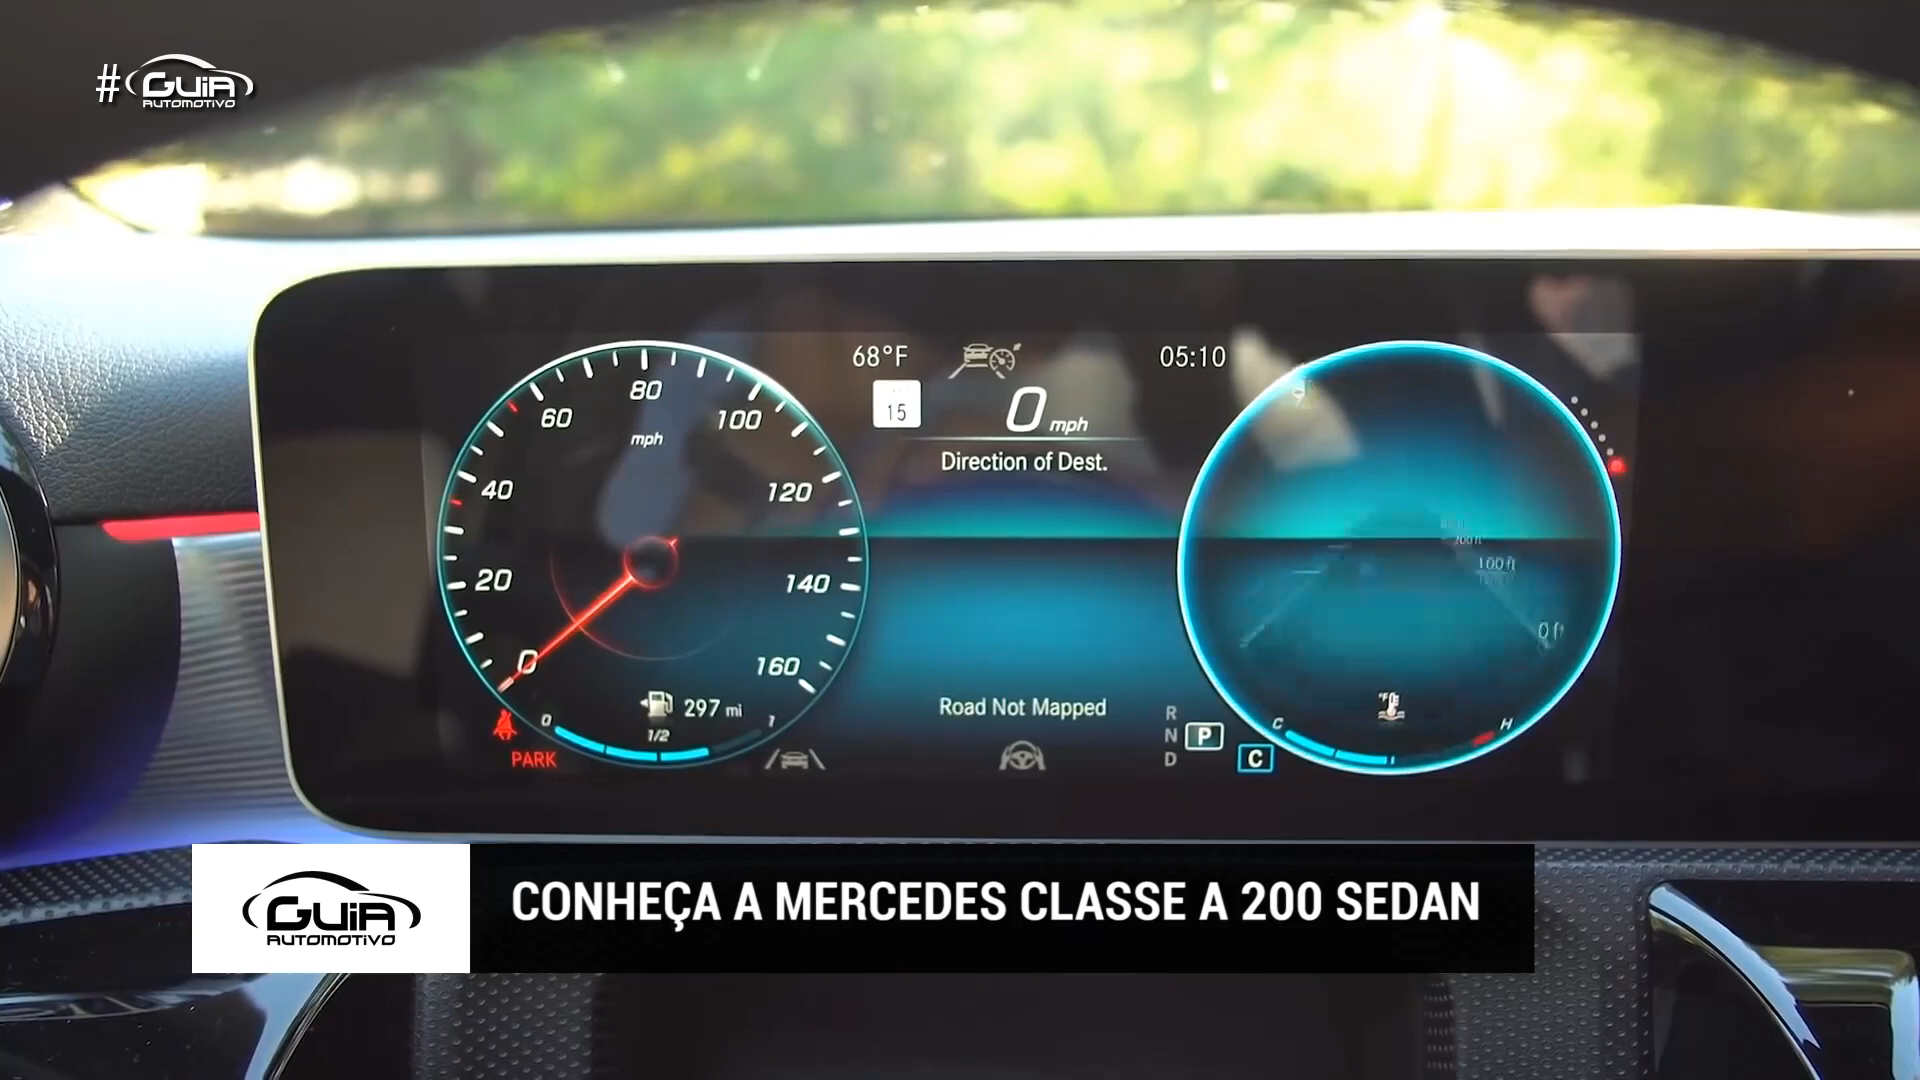 #GUIA
AUTOMOTIVO
68°F
05:10
15
0 mph
Direction of Dest.
80
60
100
mph
40
120
20
140
0
160
297 mi
0
1/2
1
PARK
Road Not Mapped
R
N
D
P
C
200 ft
100 ft
0 ft
°F
C
H
GUIA
AUTOMOTIVO
CONHEÇA A MERCEDES CLASSE A 200 SEDAN